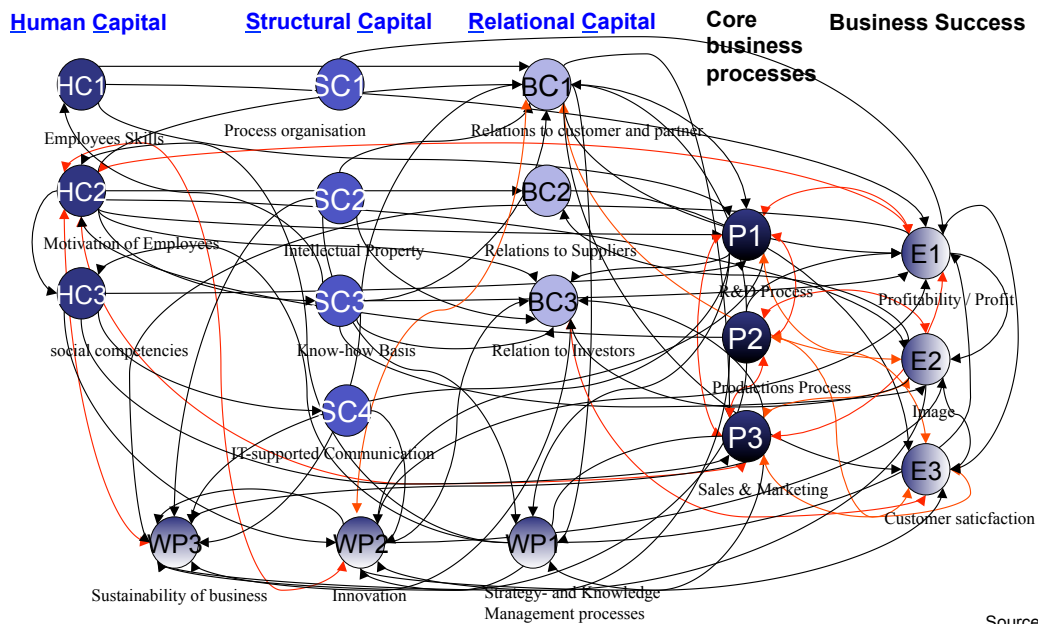 Human Capital
Structural Capital
Relational Capital
Core
business
processes
Business Success
HC1
SC1
BC1
Employees Skills
Process organisation
Relations to customer and partner
HC2
SC2
BC2
P1
E1
Motivation of Employees
Intellectual Property
Relations to Suppliers
R&D Process
Profitability / Profit
HC3
SC3
BC3
P2
E2
social competencies
Know-how Basis
Relation to Investors
Productions Process
Image
SC4
P3
E3
IT-supported Communication
Sales & Marketing
Customer saticfaction
WP3
WP2
WP1
Sustainability of business
Innovation
Strategy- and Knowledge
Management processes
Source